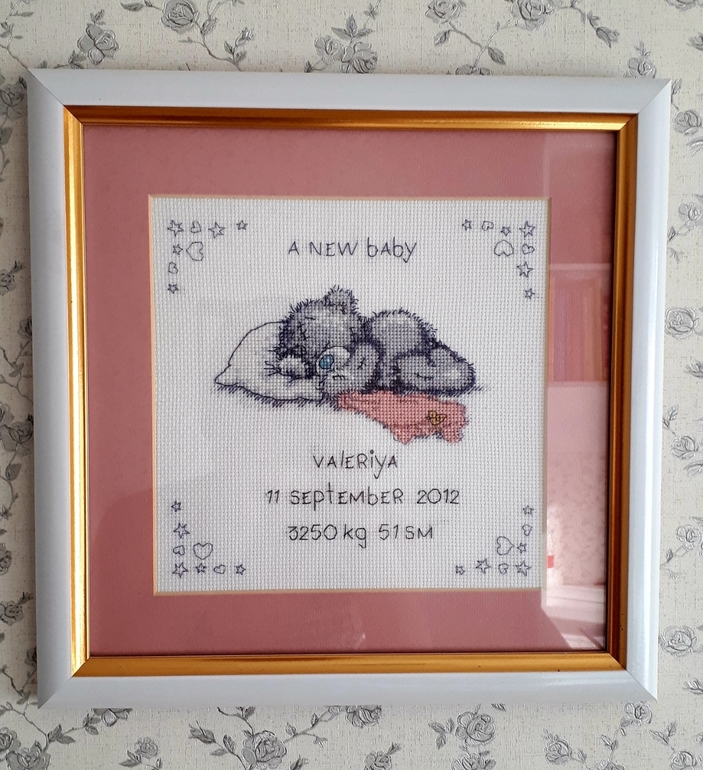 A NEW baby
VALERiYA
11 SEPTEMBER 2012
3250 kg 51 SM